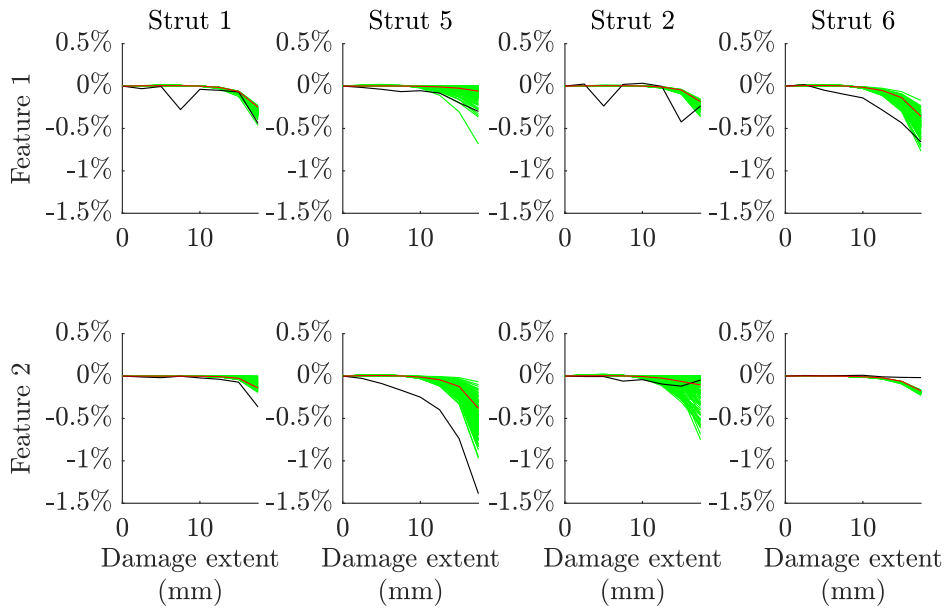 Strut 1 Strut 5 Strut 2 Strut 6
0.5% 0.5% 0.5% 0.5%
0% 0% 0% 0%
-0.5% -0.5% -0.5% -0.5%
-1% -1% -1% -1%
-1.5% -1.5% -1.5% -1.5%
Feature 1
0 10 0 10 0 10 0 10
0.5% 0.5% 0.5% 0.5%
0% 0% 0% 0%
-0.5% -0.5% -0.5% -0.5%
-1% -1% -1% -1%
-1.5% -1.5% -1.5% -1.5%
Feature 2
0 10 0 10 0 10 0 10
Damage extent Damage extent Damage extent Damage extent
(mm) (mm) (mm) (mm)